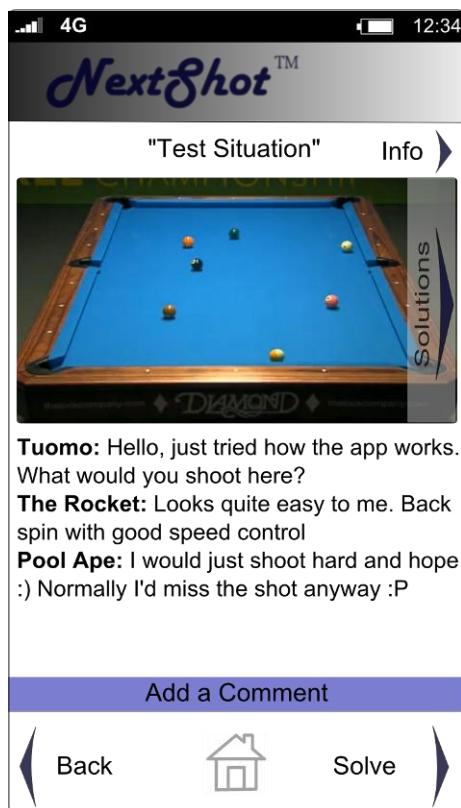 4G 12:34
NextShot™
"Test Situation" Info
CHAMPIONSHIP
Solutions
DIAMOND
Tuomo: Hello, just tried how the app works.
What would you shoot here?
The Rocket: Looks quite easy to me. Back
spin with good speed control
Pool Ape: I would just shoot hard and hope
:) Normally I'd miss the shot anyway :P
Add a Comment
Back Solve